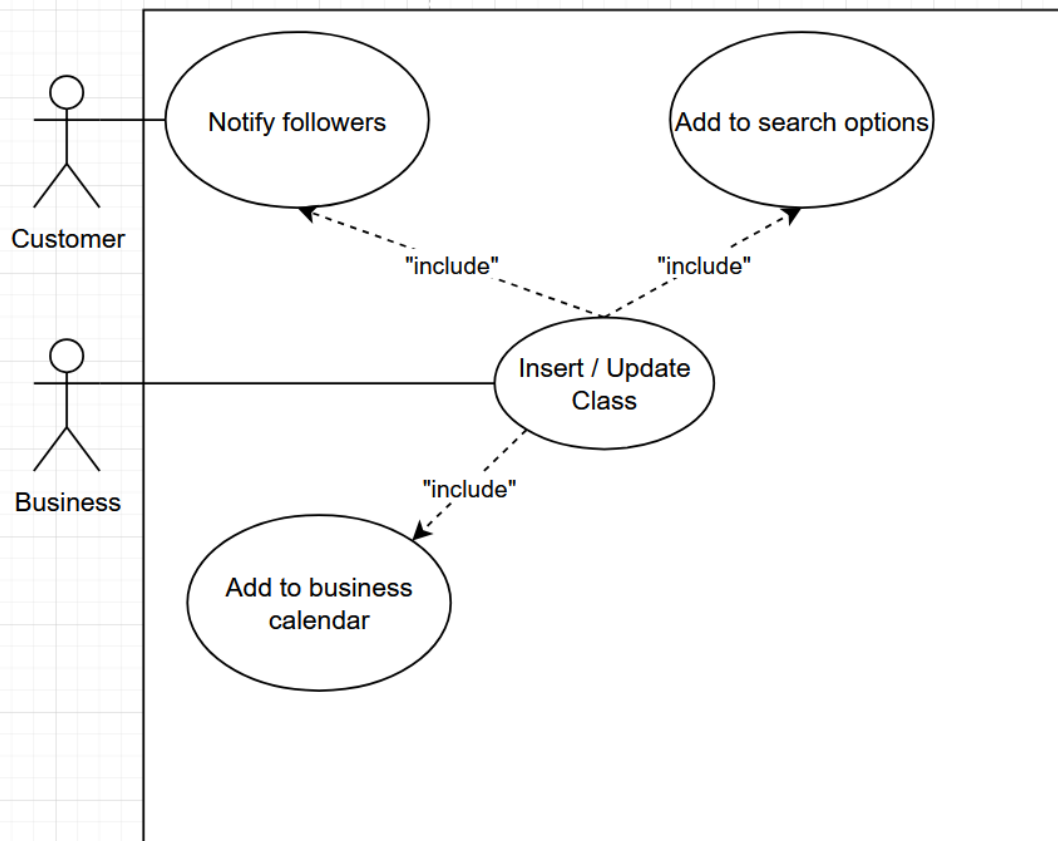 Notify followers
Add to search options
Customer
"include"
"include"
Insert / Update
Class
Business
"include"
Add to business
calendar